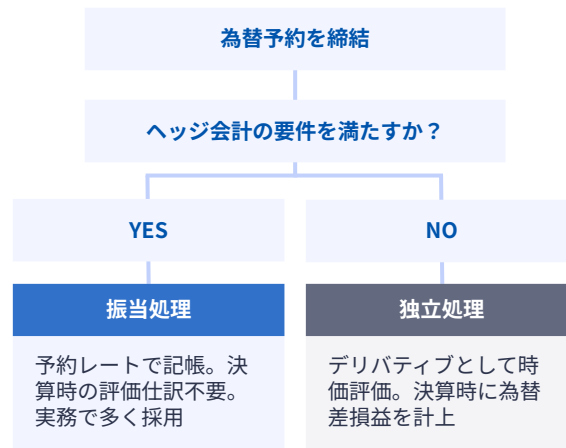 為替予約を締結
ヘッジ会計の要件を満たすか？
YES
NO
振当処理
独立処理
予約レートで記帳。決
算時の評価仕訳不要。
実務で多く採用
デリバティブとして時
価評価。決算時に為替
差損益を計上